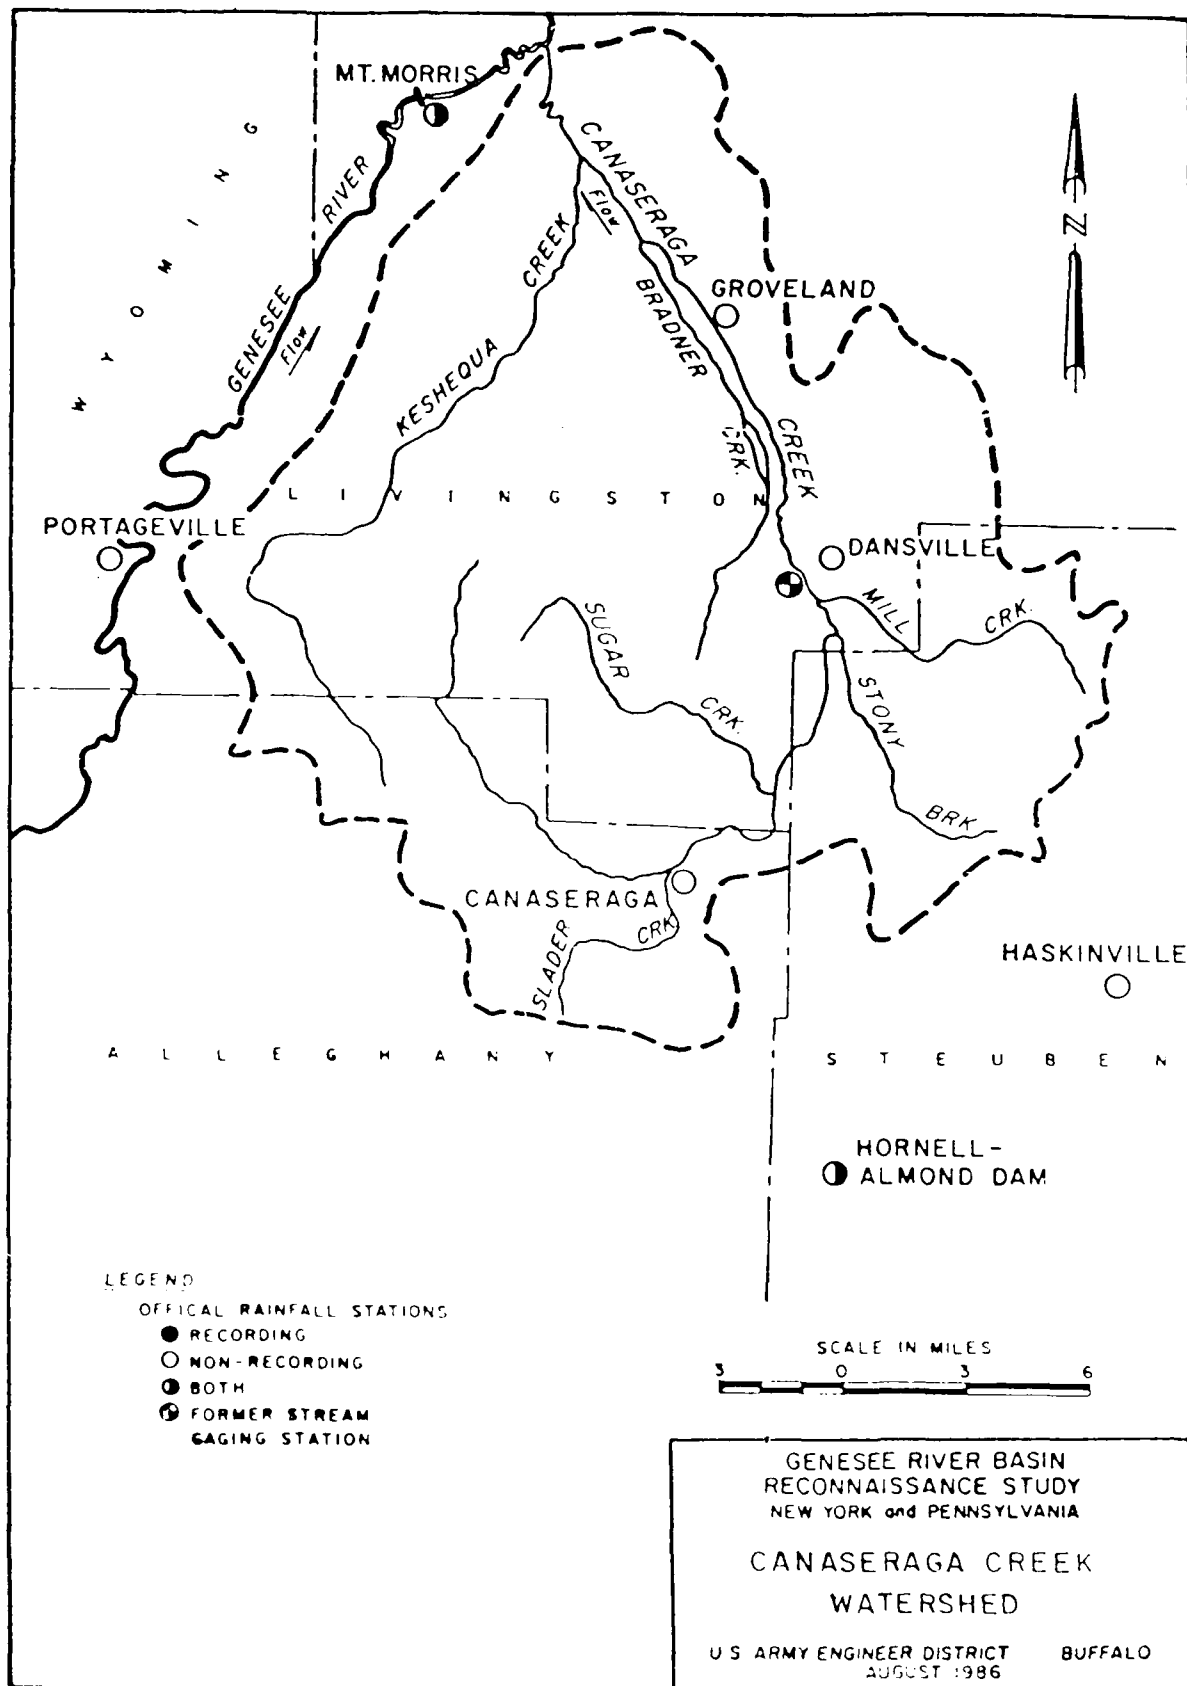 MT. MORRIS
WYOMING
GENESEE RIVER
Flow
CANASERAGA CREEK
Flow
KESHEQUA CREEK
BRADNER CRK.
GROVELAND
N
LIVINGSTON
PORTAGEVILLE
DANSVILLE
MILL CRK.
SUGAR CRK.
STONY BRK
CANASERAGA
SLADER CRK
HASKINVILLE
ALLEGHANY
STEUBEN
HORNELL-
ALMOND DAM
LEGEND
OFFICAL RAINFALL STATIONS
RECORDING
NON-RECORDING
BOTH
FORMER STREAM
GAGING STATION
SCALE IN MILES
3 0 3 6
GENESEE RIVER BASIN
RECONNAISSANCE STUDY
NEW YORK and PENNSYLVANIA
CANASERAGA CREEK
WATERSHED
U S ARMY ENGINEER DISTRICT BUFFALO
AUGUST 1986